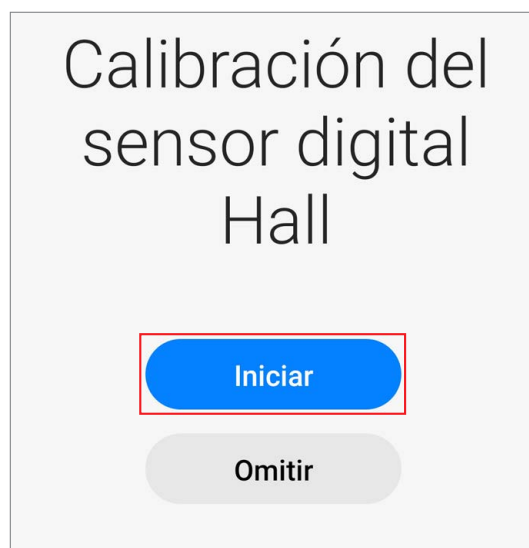 Calibración del
sensor digital
Hall
Iniciar
Omitir